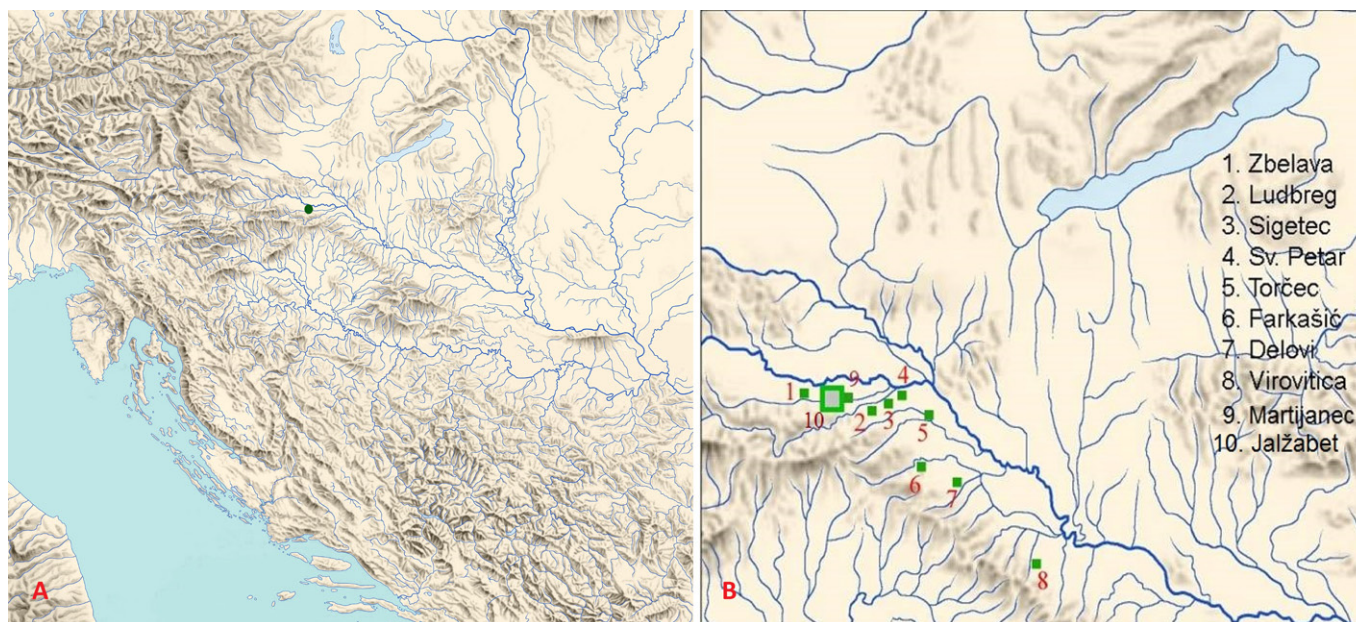 A
B
1. Zbelava
2. Ludbreg
3. Sigetec
4. Sv. Petar
5. Torčec
6. Farkašić
7. Delovi
8. Virovitica
9. Martijanec
10. Jalžabet
1
9
4
10
2
3
5
6
7
8